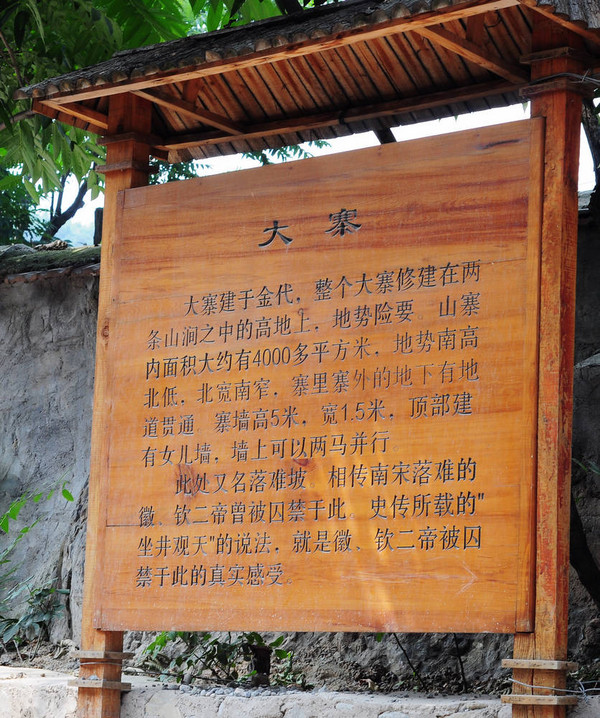 大寨
大寨建于金代，整个大寨修建在两
条山涧之中的高地上，地势险要。山寨
内面积大约有4000多平方米，地势南高
北低，北宽南窄，寨里寨外的地下有地
道贯通。寨墙高5米，宽1.5米，顶部建
有女儿墙，墙上可以两马并行。
此处又名落难坡。相传南宋落难的
徽、钦二帝曾被囚禁于此。史传所载的"
坐井观天"的说法，就是徽、钦二帝被囚
禁于此的真实感受。